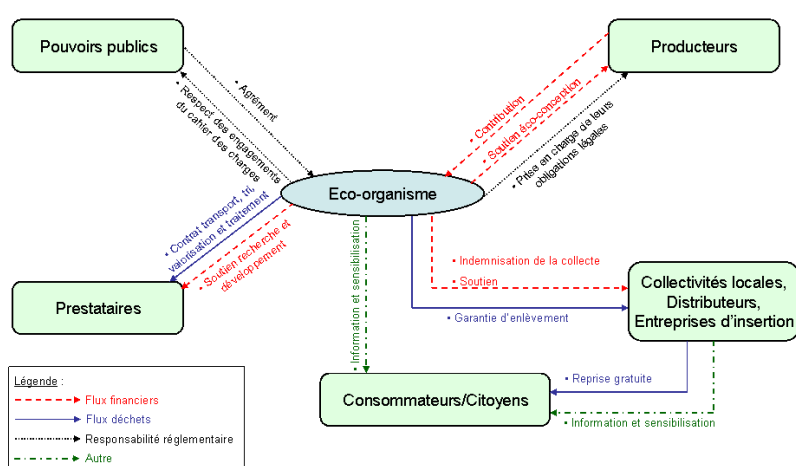 Pouvoirs publics
Producteurs
• Agrément
• Respect des engagements
du cahier des charges
• Contribution
• Soutien éco-conception
• Prise en charge de leurs
obligations légales
Eco-organisme
• Contrat transport, tri,
valorisation et traitement
• Soutien recherche et
développement
• Information et sensibilisation
• Indemnisation de la collecte
• Soutien
• Garantie d'enlèvement
Prestataires
Collectivités locales,
Distributeurs,
Entreprises d'insertion
• Reprise gratuite
Consommateurs/Citoyens
• Information et sensibilisation
Légende :
Flux financiers
Flux déchets
Responsabilité réglementaire
Autre